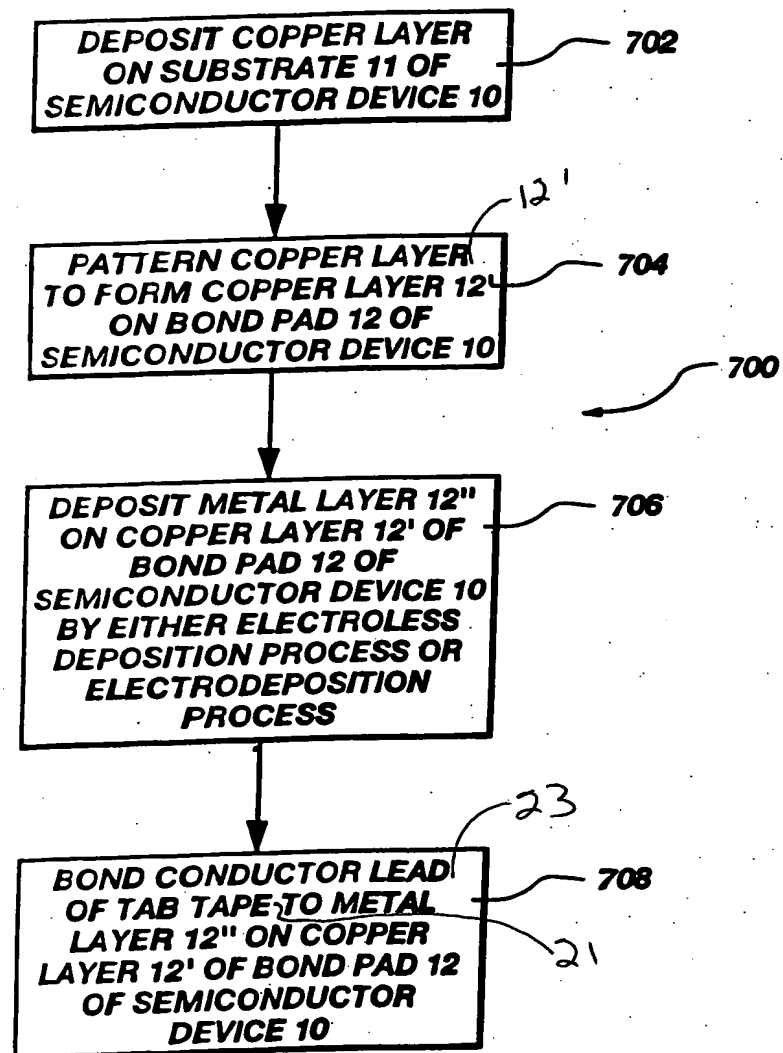 DEPOSIT COPPER LAYER
ON SUBSTRATE 11 OF
SEMICONDUCTOR DEVICE 10
702
12'
PATTERN COPPER LAYER
TO FORM COPPER LAYER 12'
ON BOND PAD 12 OF
SEMICONDUCTOR DEVICE 10
704
700
DEPOSIT METAL LAYER 12"
ON COPPER LAYER 12' OF
BOND PAD 12 OF
SEMICONDUCTOR DEVICE 10
BY EITHER ELECTROLESS
DEPOSITION PROCESS OR
ELECTRODEPOSITION
PROCESS
706
23
BOND CONDUCTOR LEAD
OF TAB TAPE TO METAL
LAYER 12" ON COPPER
LAYER 12' OF BOND PAD 12
OF SEMICONDUCTOR
DEVICE 10
708
21